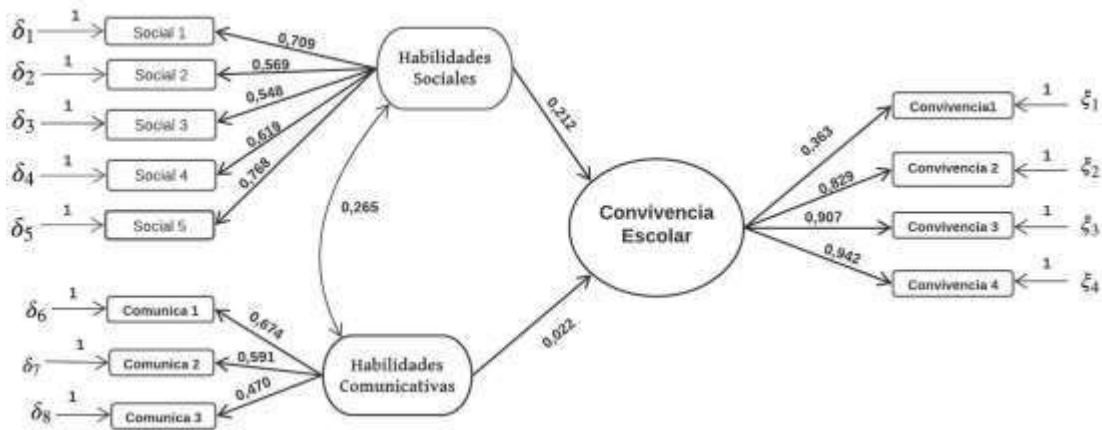 δ1 1 Social 1
δ2 1 Social 2
δ3 1 Social 3
δ4 1 Social 4
δ5 1 Social 5
0,709
0,569
0,548
0,619
0,768
Habilidades
Sociales
0,212
0,265
Convivencia
Escolar
0,363
0,829
0,907
0,942
Convivencia1 1 ξ1
Convivencia 2 1 ξ2
Convivencia 3 1 ξ3
Convivencia 4 1 ξ4
δ6 1 Comunica 1
δ7 1 Comunica 2
δ8 1 Comunica 3
0,674
0,591
0,470
Habilidades
Comunicativas
0,022